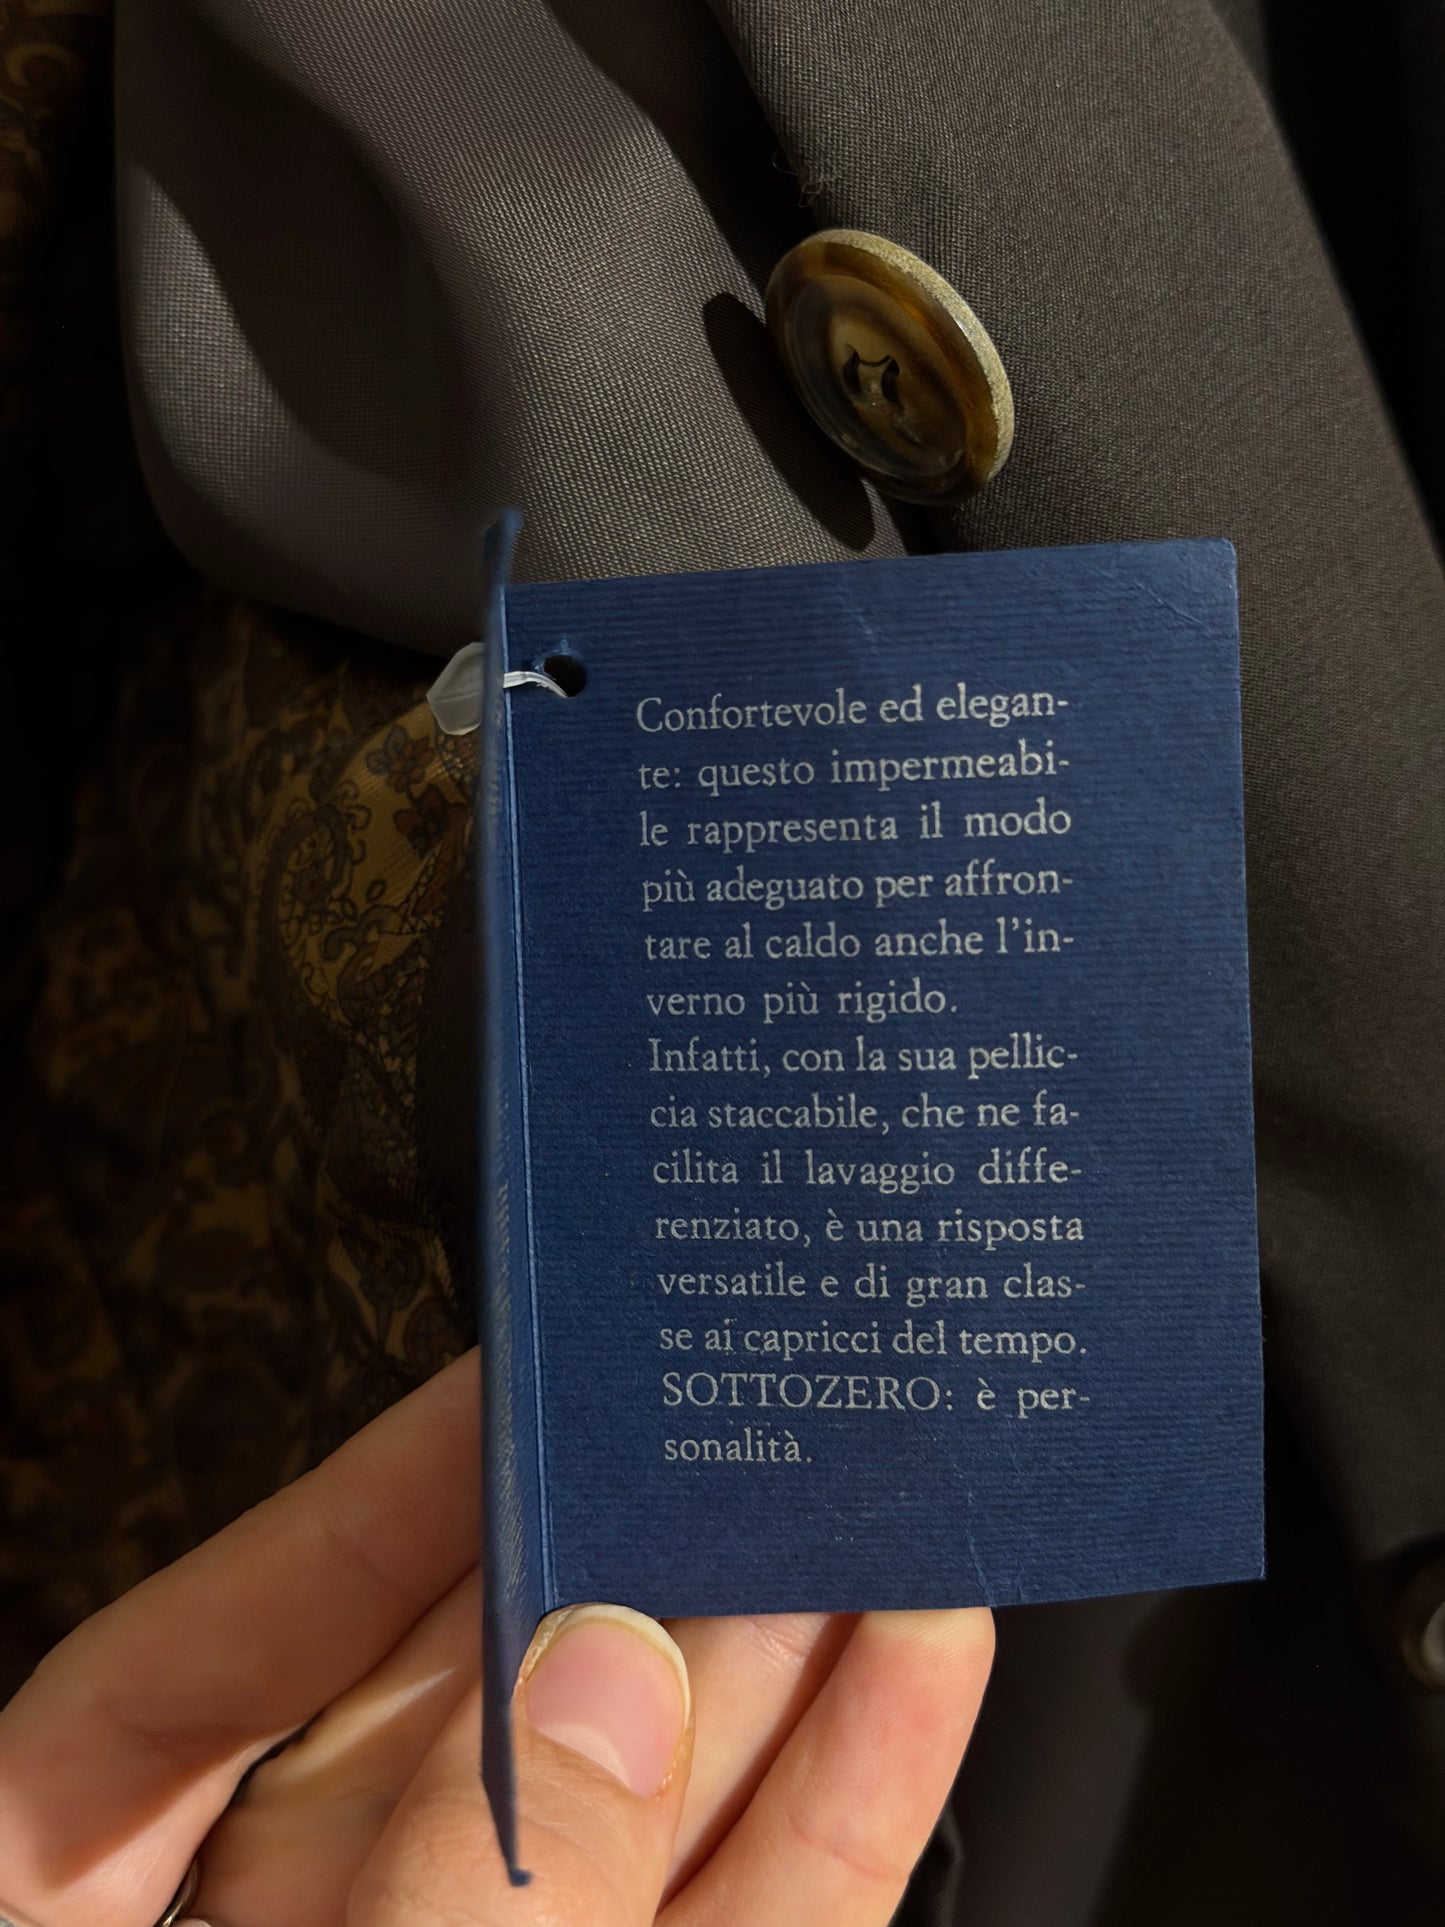 Confortevole ed elegan-
te: questo impermeabi-
le rappresenta il modo
più adeguato per affron-
tare al caldo anche l'in-
verno più rigido.
Infatti, con la sua pellic-
cia staccabile, che ne fa-
cilita il lavaggio diffe-
renziato, è una risposta
versatile e di gran clas-
se ai capricci del tempo.
SOTTOZERO: è per-
sonalità.